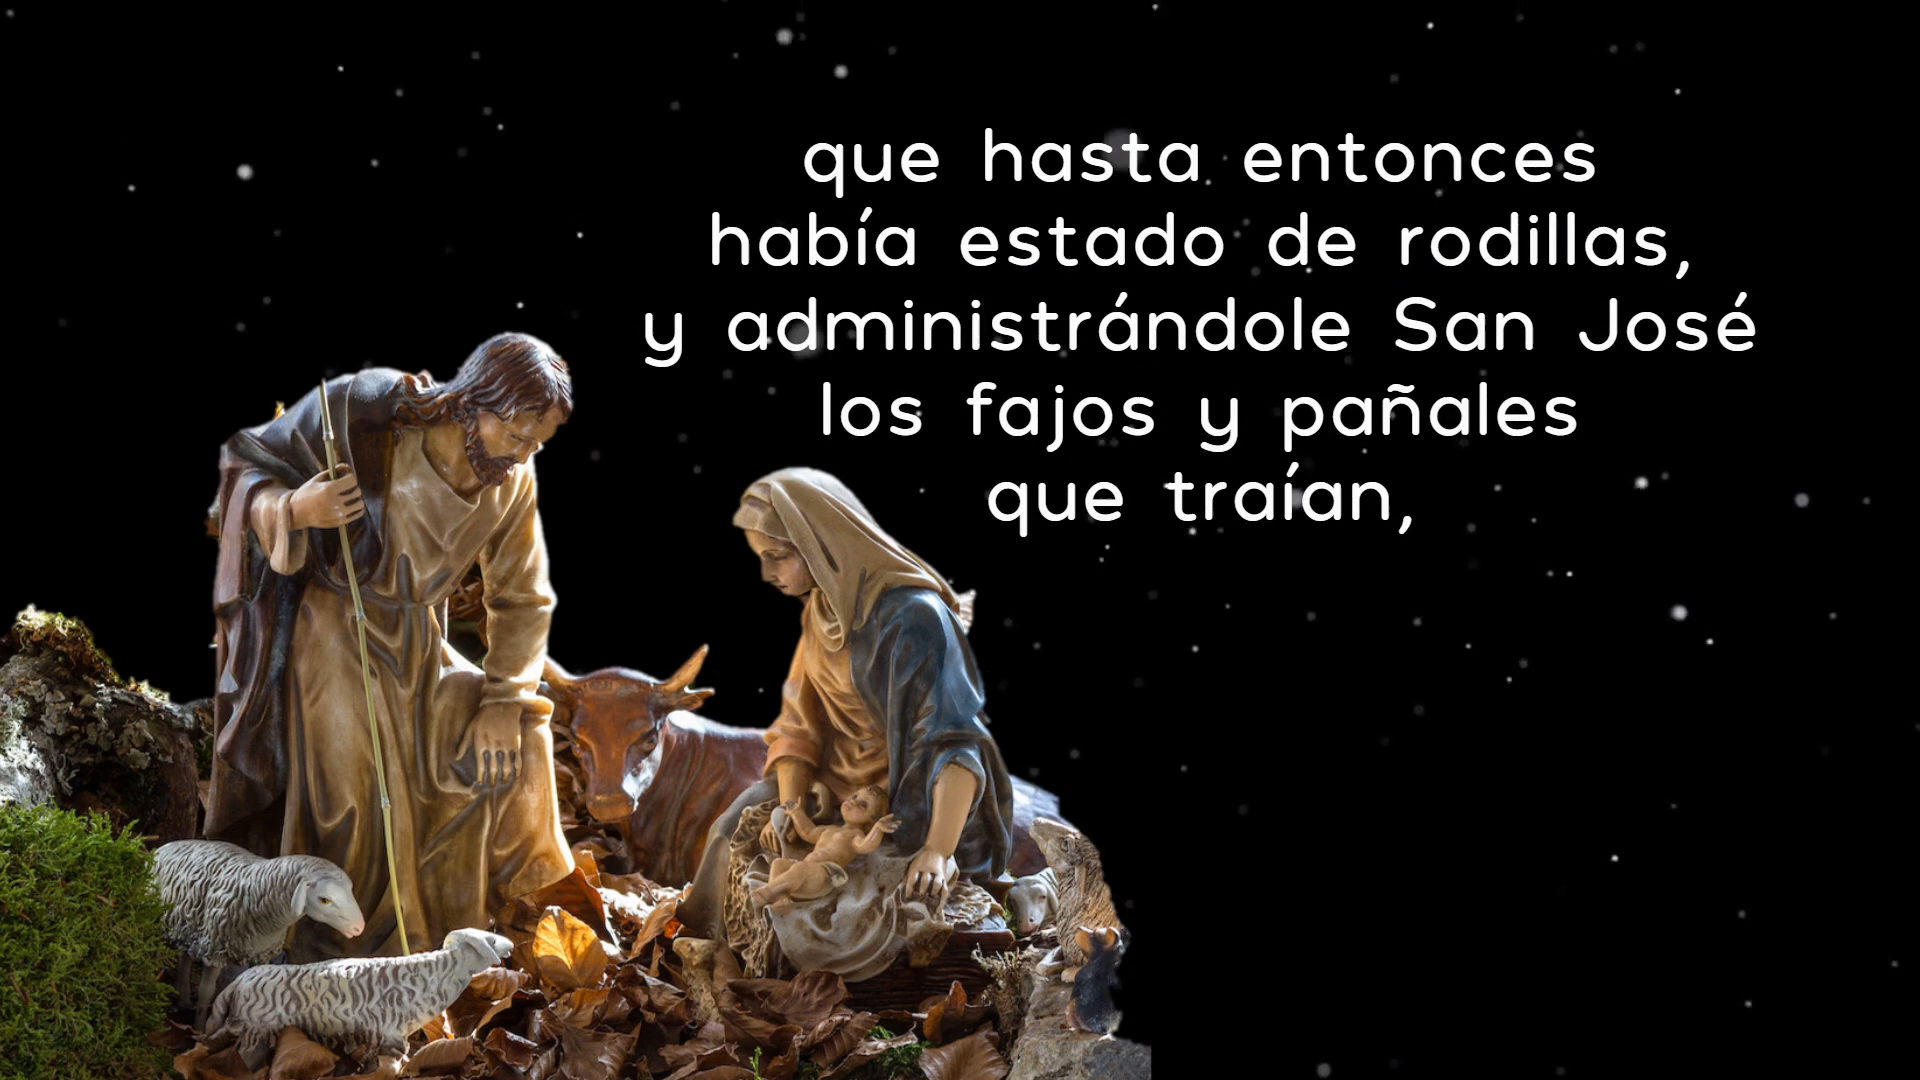 que hasta entonces
había estado de rodillas,
y administrándole San José
los fajos y pañales
que traían,